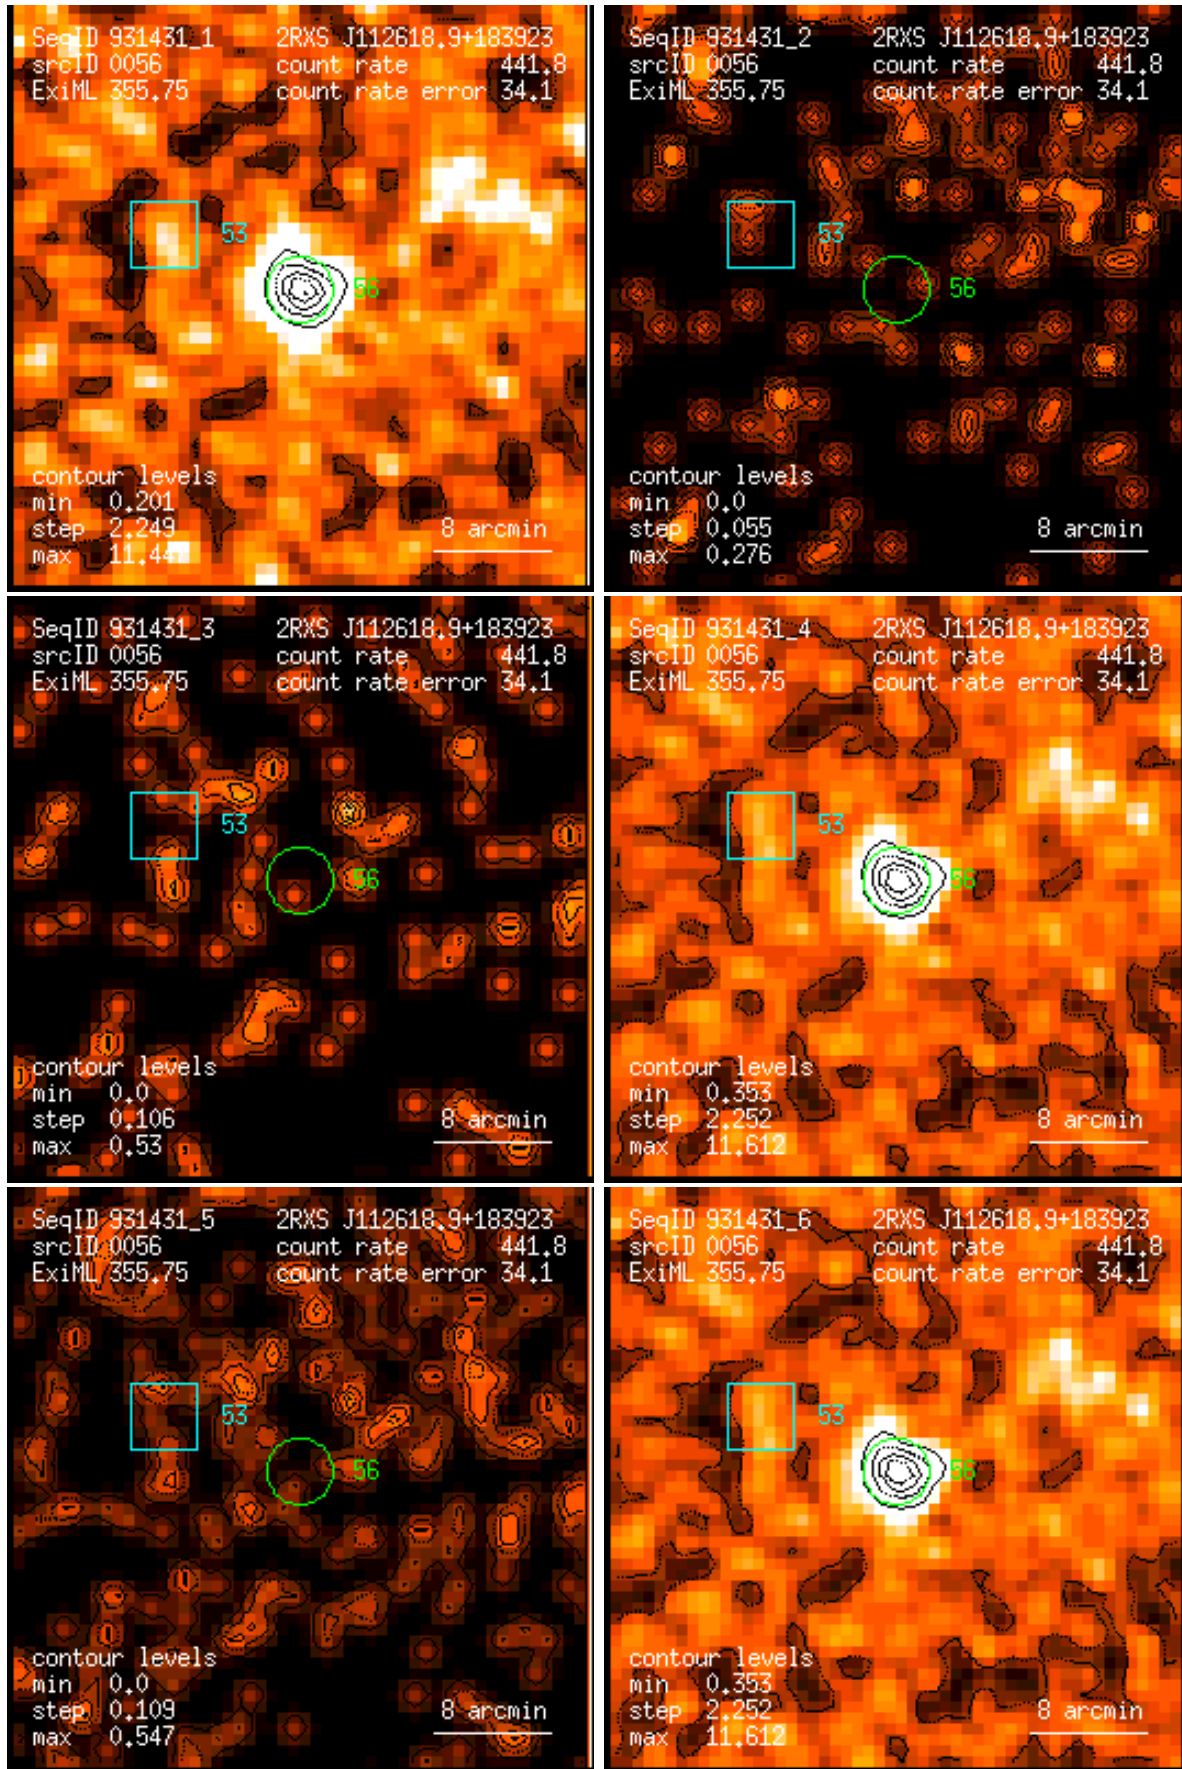 SeqID 931431_1 2RXS J112618.9+183923
srcID 0056 count rate 441.8
ExiML 355.75 count rate error 34.1
53
56
contour levels
min 0.201
step 2.249 8 arcmin
max 11.447
SeqID 931431_2 2RXS J112618.9+183923
srcID 0056 count rate 441.8
ExiML 355.75 count rate error 34.1
53
56
contour levels
min 0.0
step 0.055 8 arcmin
max 0.276
SeqID 931431_3 2RXS J112618.9+183923
srcID 0056 count rate 441.8
ExiML 355.75 count rate error 34.1
53
56
contour levels
min 0.0
step 0.106 8 arcmin
max 0.53
SeqID 931431_4 2RXS J112618.9+183923
srcID 0056 count rate 441.8
ExiML 355.75 count rate error 34.1
53
56
contour levels
min 0.353
step 2.252 8 arcmin
max 11.612
SeqID 931431_5 2RXS J112618.9+183923
srcID 0056 count rate 441.8
ExiML 355.75 count rate error 34.1
53
56
contour levels
min 0.0
step 0.109 8 arcmin
max 0.547
SeqID 931431_6 2RXS J112618.9+183923
srcID 0056 count rate 441.8
ExiML 355.75 count rate error 34.1
53
56
contour levels
min 0.353
step 2.252 8 arcmin
max 11.612